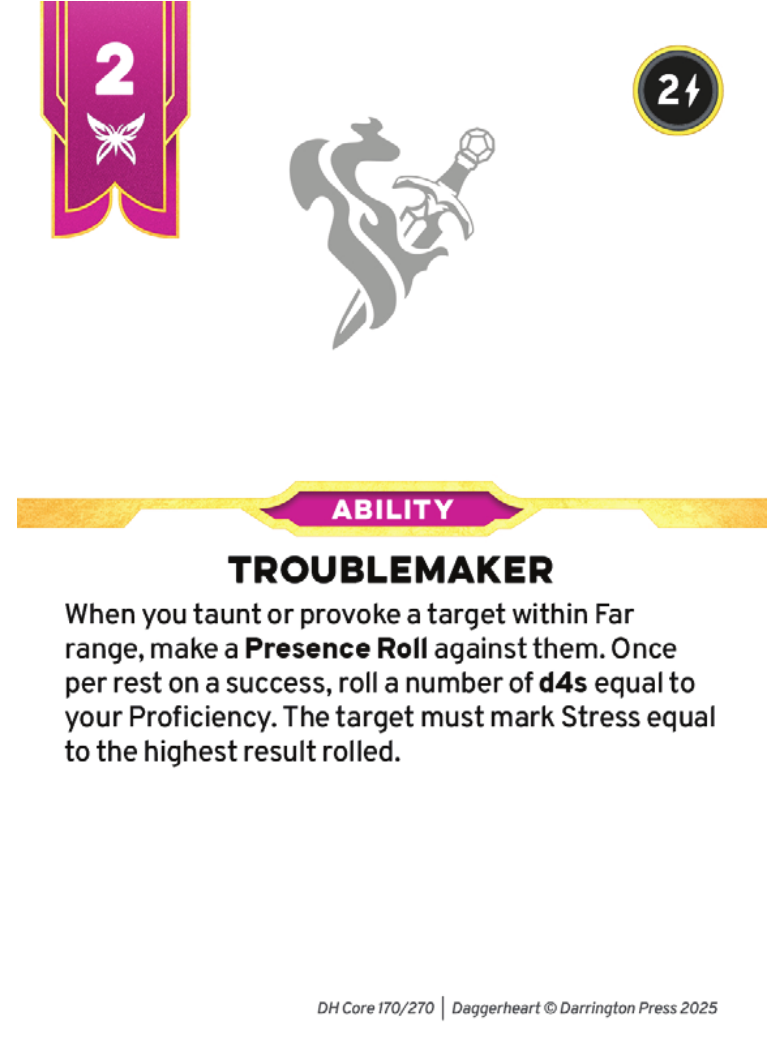 2
2
ABILITY
TROUBLEMAKER
When you taunt or provoke a target within Far
range, make a Presence Roll against them. Once
per rest on a success, roll a number of d4s equal to
your Proficiency. The target must mark Stress equal
to the highest result rolled.
DH Core 170/270 | Daggerheart © Darrington Press 2025